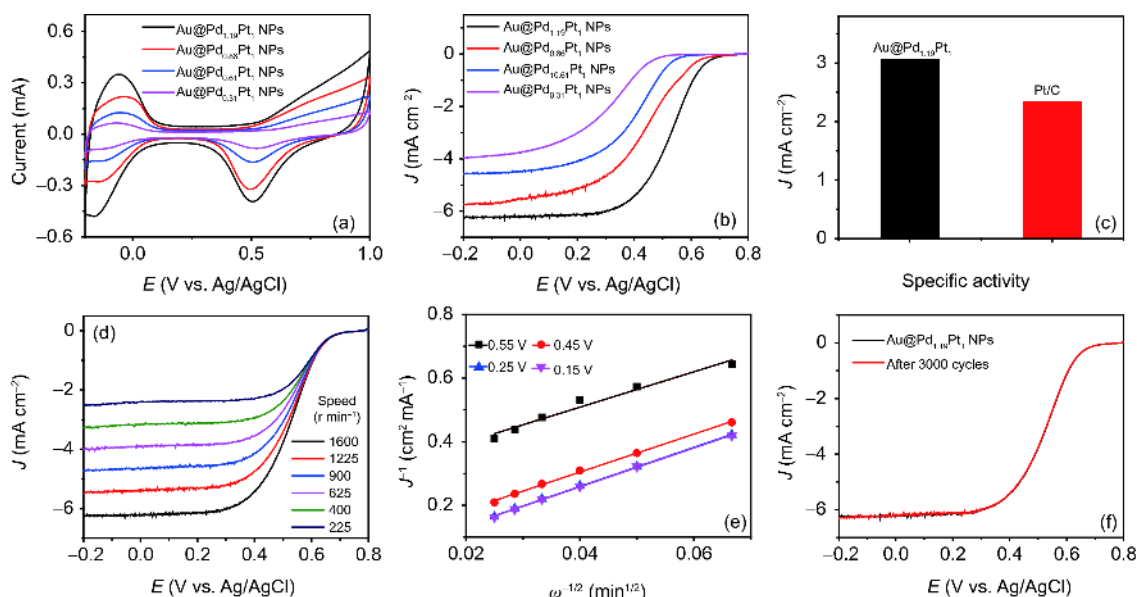 0.6
0.3
0.0
−0.3
−0.6
Current (mA)
Au@Pd1.19Pt1 NPs
Au@Pd0.86Pt1 NPs
Au@Pd0.61Pt1 NPs
Au@Pd0.31Pt1 NPs
(a)
0.0 0.5 1.0
E (V vs. Ag/AgCl)
0
−2
−4
−6
J (mA cm−2)
Au@Pd1.19Pt1 NPs
Au@Pd0.86Pt1 NPs
Au@Pd10.61Pt1 NPs
Au@Pd0.31Pt1 NPs
(b)
−0.2 0.0 0.2 0.4 0.6 0.8
E (V vs. Ag/AgCl)
3
2
1
0
J (mA cm−2)
Au@Pd1.19Pt1
Pt/C
(c)
Specific activity
(d)
0
−2
−4
−6
J (mA cm−2)
Speed
(r min−1)
1600
1225
900
625
400
225
−0.2 0.0 0.2 0.4 0.6 0.8
E (V vs. Ag/AgCl)
0.8
0.6
0.4
0.2
J−1 (cm2 mA−1)
0.55 V 0.45 V
0.25 V 0.15 V
(e)
0.02 0.04 0.06
ω−1/2 (min1/2)
0
−2
−4
−6
J (mA cm−2)
Au@Pd1.19Pt1 NPs
After 3000 cycles
(f)
0.0 0.2 0.4 0.6 0.8
E (V vs. Ag/AgCl)